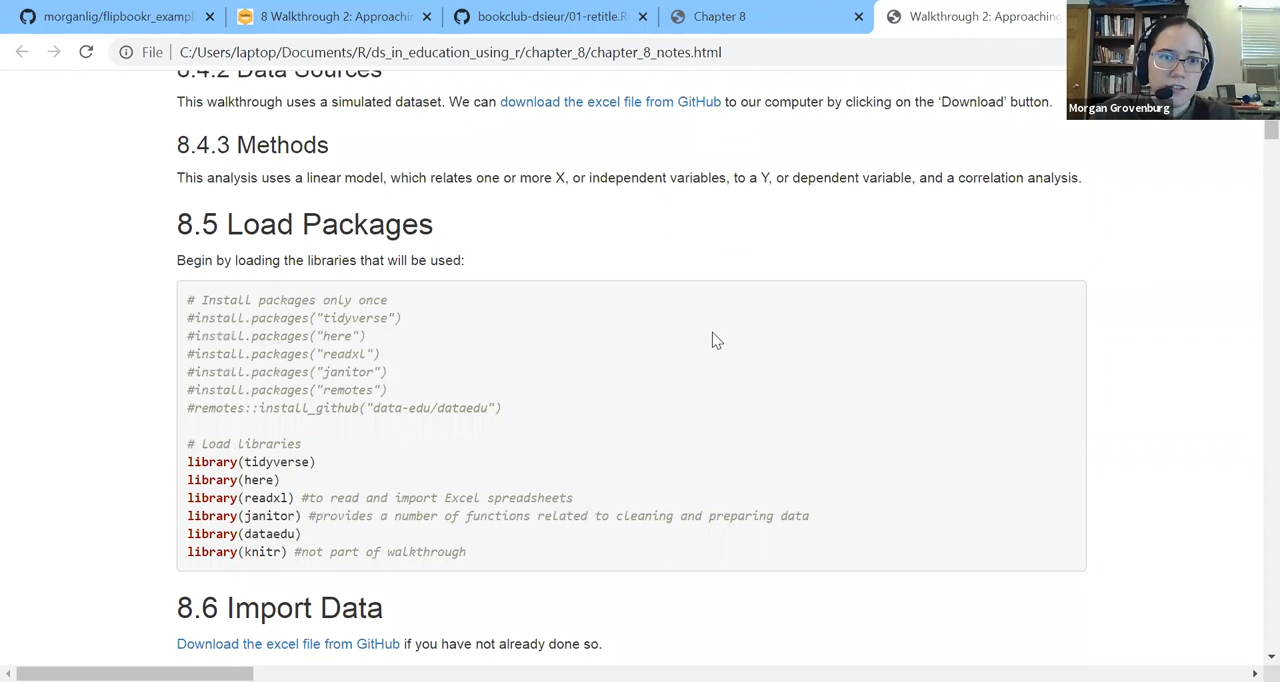 morganlig/flipbookr_exampl
8 Walkthrough 2: Approachi
bookclub-dsieur/01-retitle.R
Chapter 8
Walkthrough 2: Approaching
File | C:/Users/laptop/Documents/R/ds_in_education_using_r/chapter_8/chapter_8_notes.html
Morgan Grovenburg
8.4.2 Data Sources
This walkthrough uses a simulated dataset. We can download the excel file from GitHub to our computer by clicking on the ‘Download’ button.
8.4.3 Methods
This analysis uses a linear model, which relates one or more X, or independent variables, to a Y, or dependent variable, and a correlation analysis.
8.5 Load Packages
Begin by loading the libraries that will be used:
# Install packages only once
#install.packages("tidyverse")
#install.packages("here")
#install.packages("readxl")
#install.packages("janitor")
#install.packages("remotes")
#remotes::install_github("data-edu/dataedu")
# Load libraries
library(tidyverse)
library(here)
library(readxl) #to read and import Excel spreadsheets
library(janitor) #provides a number of functions related to cleaning and preparing data
library(dataedu)
library(knitr) #not part of walkthrough
8.6 Import Data
Download the excel file from GitHub if you have not already done so.